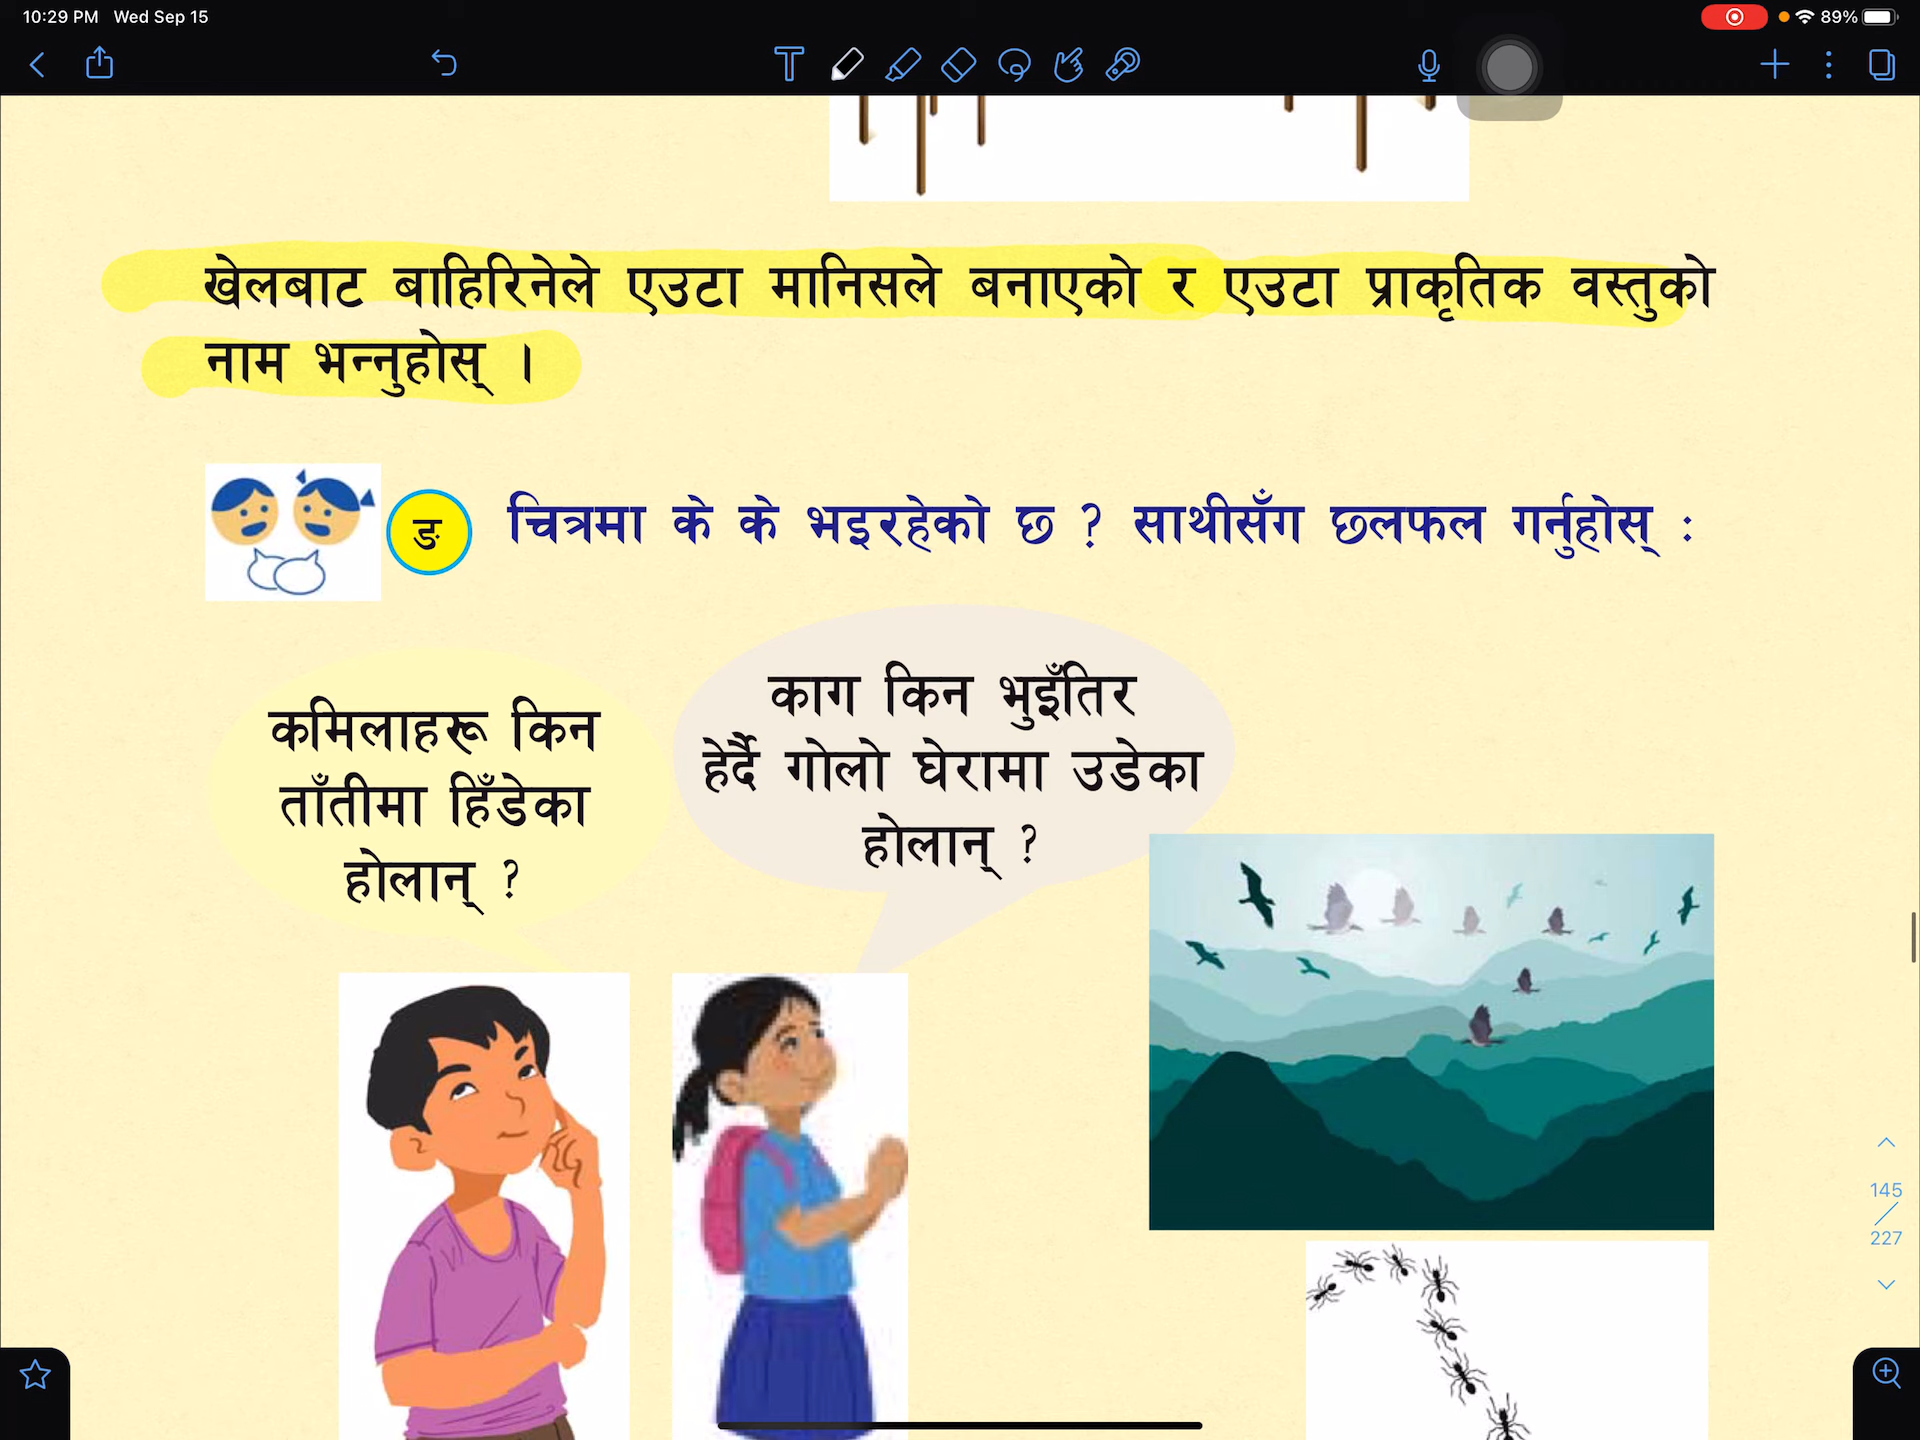 10:29 PM Wed Sep 15
89%
खेलबाट बाहिरिनेले एउटा मानिसले बनाएको र एउटा प्राकृतिक वस्तुको
नाम भन्नुहोस् ।
ङ चित्रमा के के भइरहेको छ ? साथीसँग छलफल गर्नुहोस् :
कमिलाहरू किन
ताँतीमा हिँडेका
होलान् ?
काग किन भुइँतिर
हेर्दै गोलो घेरामा उडेका
होलान् ?
145
227